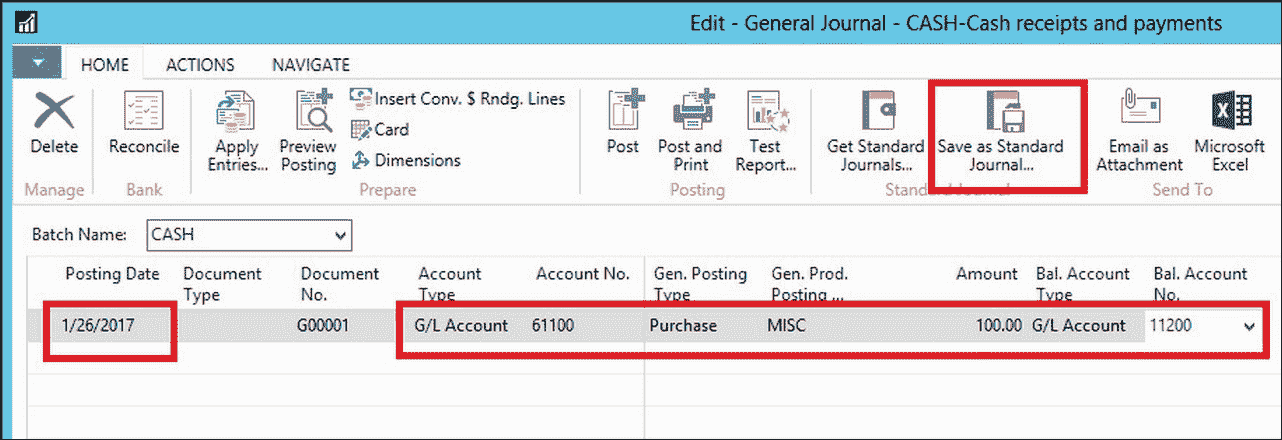 Edit - General Journal - CASH-Cash receipts and payments
HOME ACTIONS NAVIGATE
Insert Conv. $ Rndg. Lines
Card
Dimensions
Delete Reconcile Apply Preview Post Post and Test Get Standard Save as Standard Email as Microsoft
Entries... Posting Print Report... Journals... Journal... Attachment Excel
Manage Bank Prepare Posting Standard Journal Send To
Batch Name: CASH
Posting Date Document Document Account Account No. Gen. Posting Gen. Prod. Amount Bal. Account Bal. Account
Type No. Type Type Posting ... Type No.
1/26/2017 G00001 G/L Account 61100 Purchase MISC 100.00 G/L Account 11200